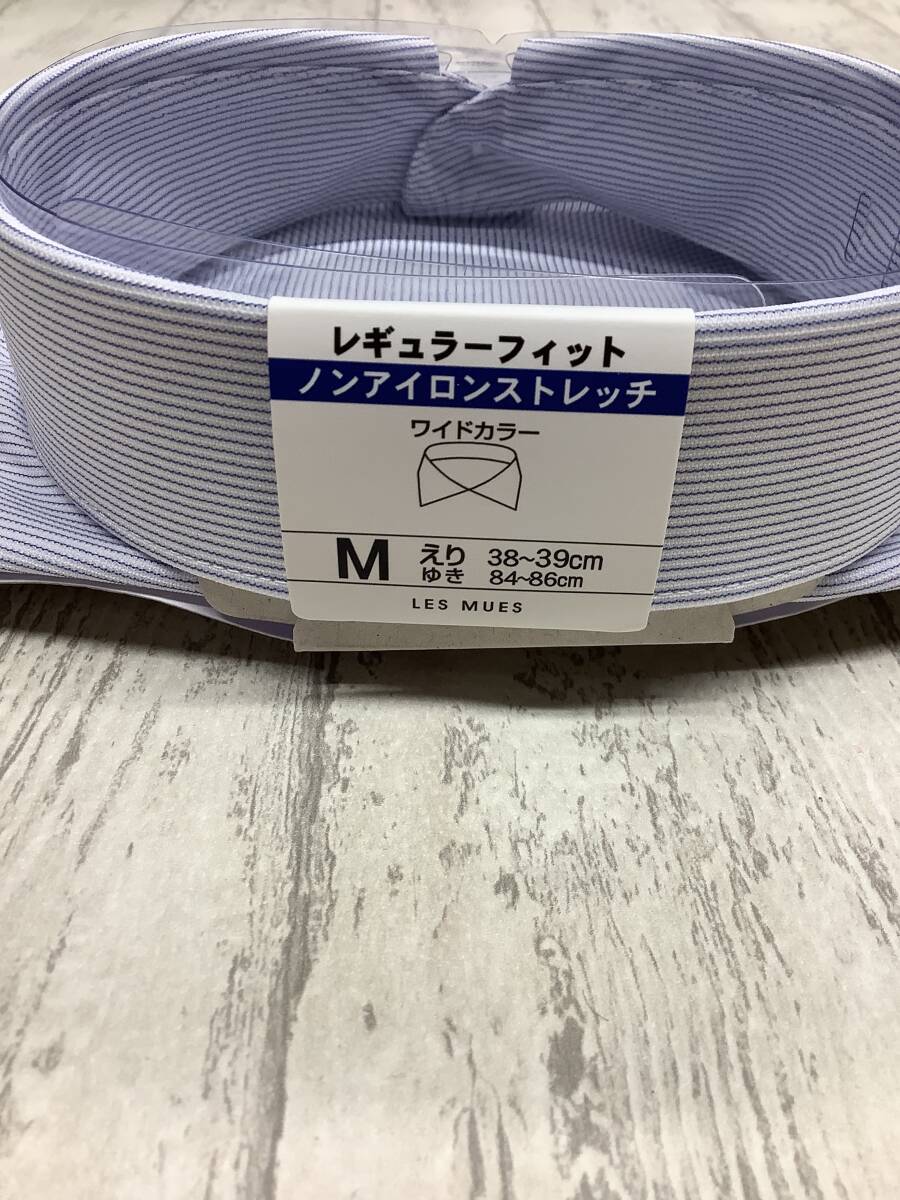 レギュラーフィット
ノンアイロンストレッチ
ワイドカラー
M えり 38~39cm
ゆき 84~86cm
LES MUES